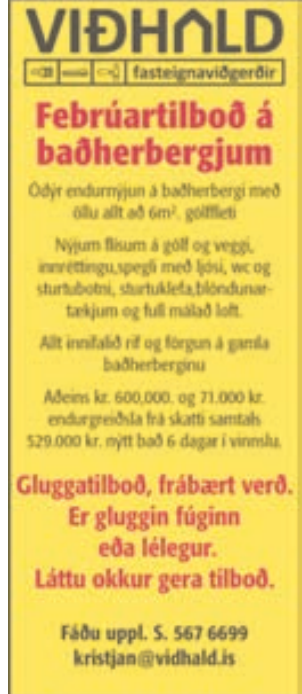 VIÐHALD
fasteignaviðgerðir
Febrúartilboð á
baðherbergjum
Ódýr endurnýjun á baðherbergi með
öllu allt að 6m². gólffleti
Nýjum flísum á gólf og veggi,
innréttingu,spegli með ljósi, wc og
sturtubotni, sturtuklefa,blöndunar-
tækjum og full málað loft.
Allt innifalið rif og förgun á gamla
baðherberginu
Aðeins kr. 600,000. og 71.000 kr.
endurgreiðsla frá skatti samtals
529.000 kr. nýtt bað 6 dagar í vinnslu.
Gluggatilboð, frábært verð.
Er gluggin fúginn
eða lélegur.
Láttu okkur gera tilboð.
Fáðu uppl. S. 567 6699
kristjan@vidhald.is